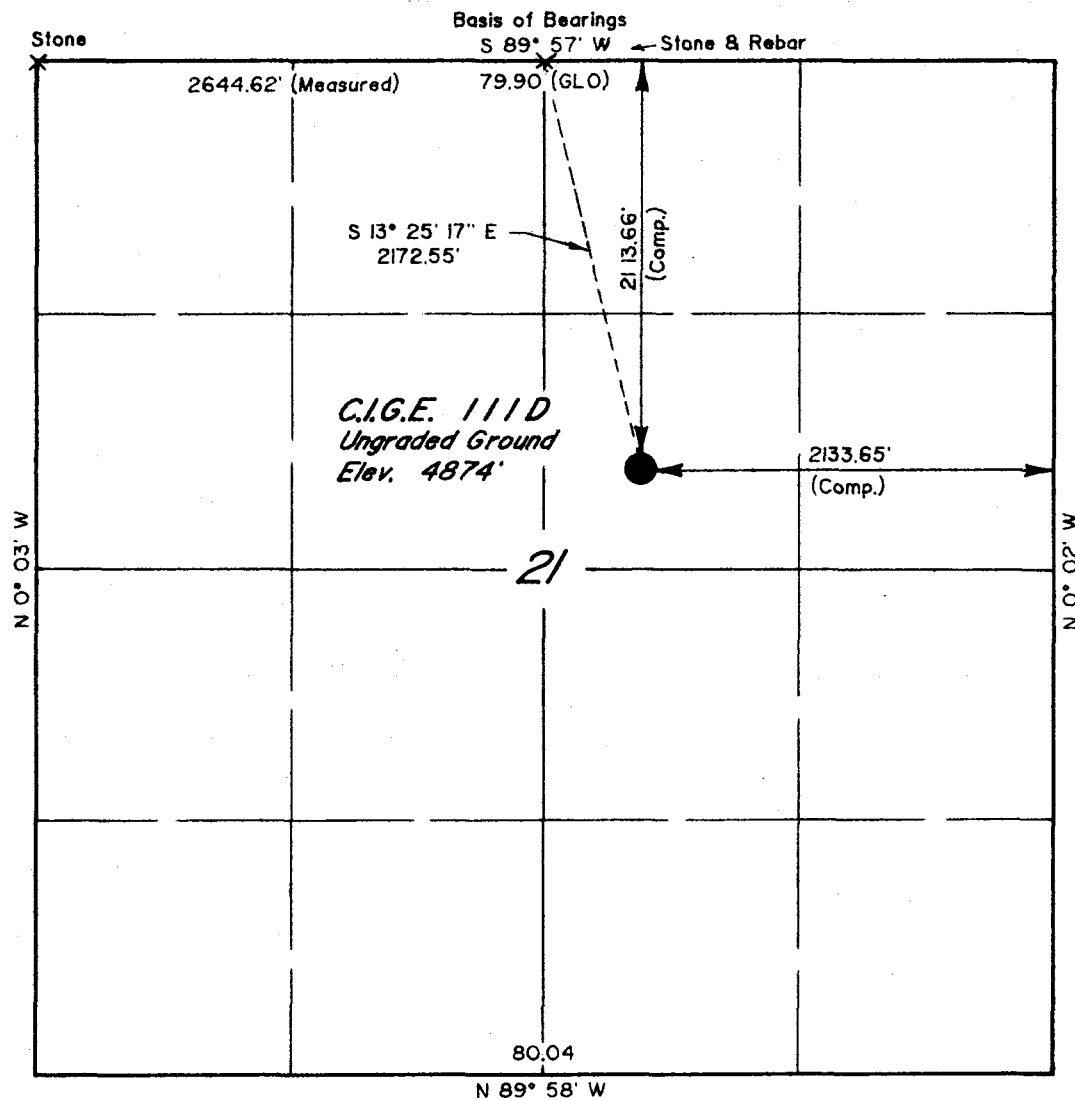 Basis of Bearings
Stone
S 89° 57' W
Stone & Rebar
2644.62' (Measured)
79.90 (GLO)
S 13° 25' 17" E
2172.55'
2113.66'
(Comp.)
C.I.G.E. 111D
Ungraded Ground
Elev. 4874'
2133.65'
(Comp.)
N 0° 03' W
21
N 0° 02' W
80.04
N 89° 58' W